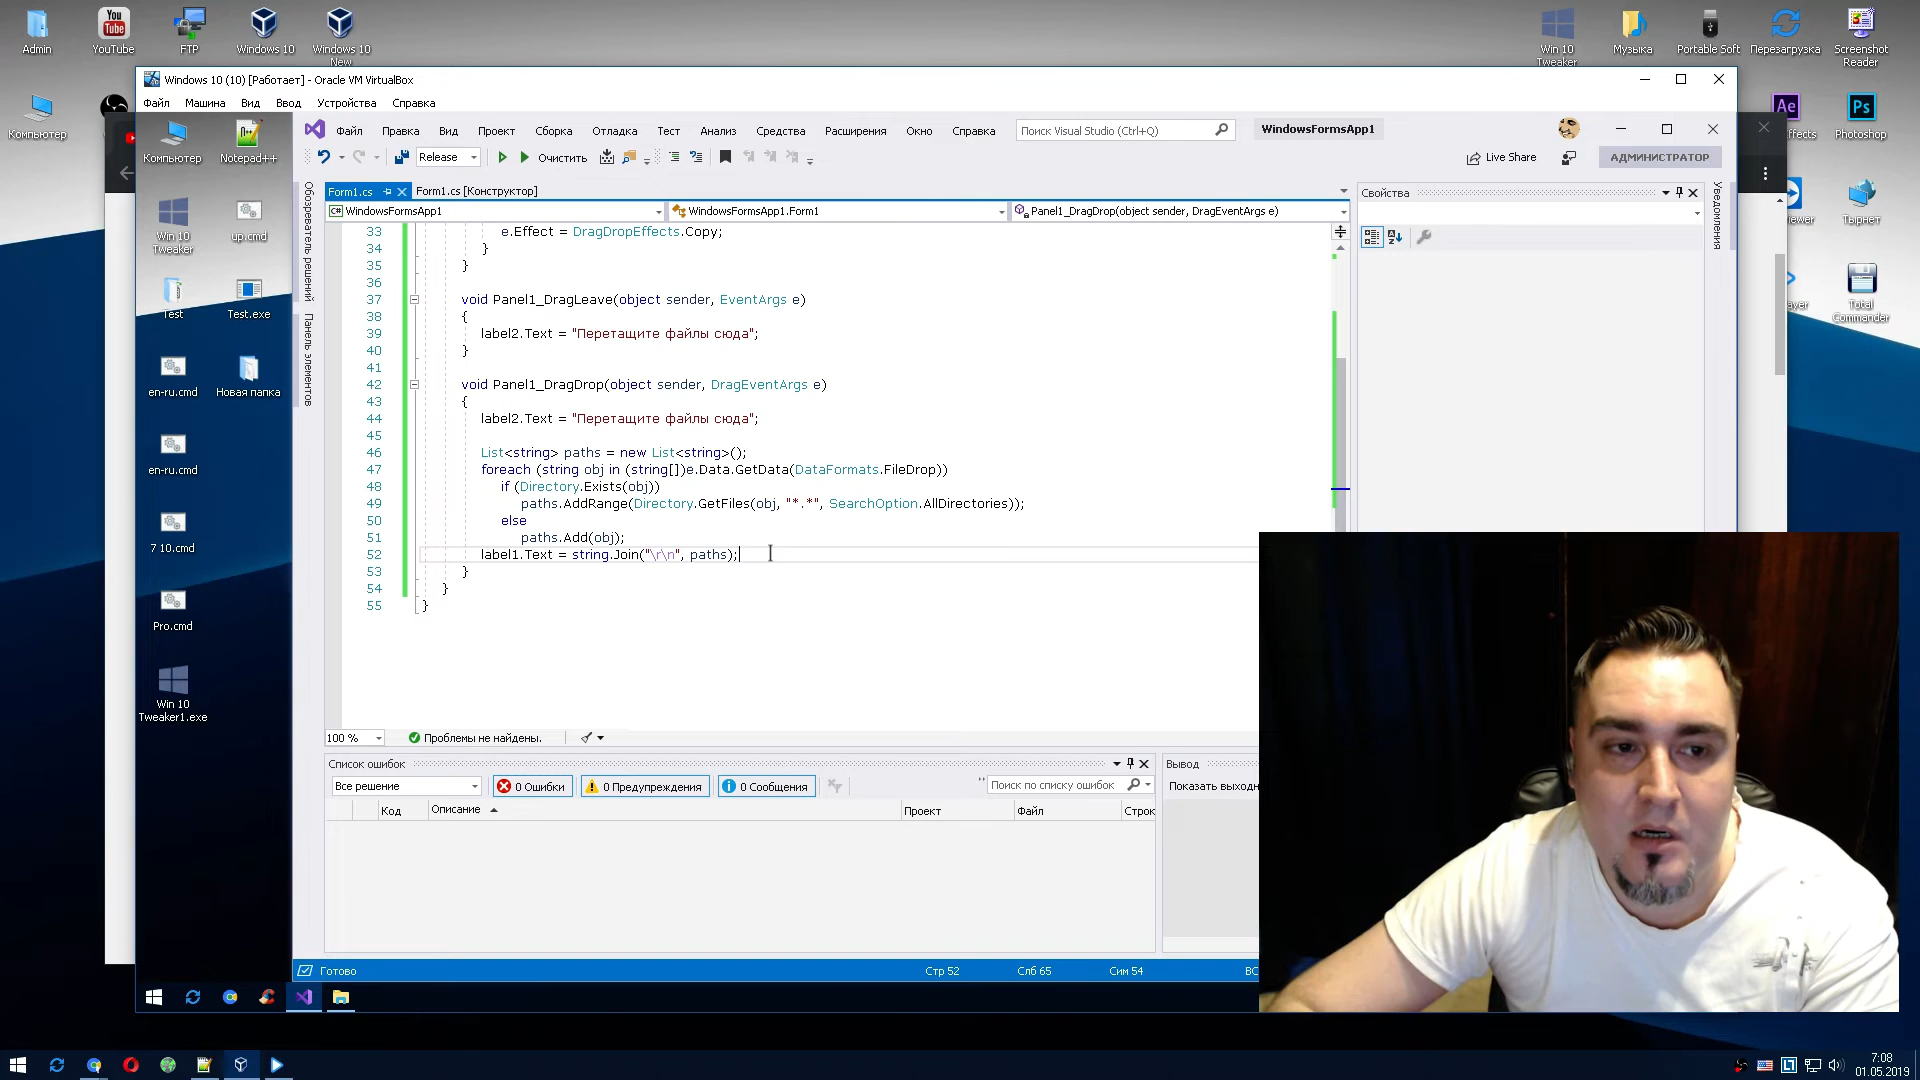 Admin
YouTube
FTP
Windows 10
Windows 10
New
Win 10
Tweaker
Музыка
Portable Soft
Перезагрузка
Screenshot
Reader
Windows 10 (10) [Работает] - Oracle VM VirtualBox
Файл Машина Вид Ввод Устройства Справка
Компьютер
Компьютер
Notepad++
Файл Правка Вид Проект Сборка Отладка Тест Анализ Средства Расширения Окно Справка
Поиск Visual Studio (Ctrl+Q)
WindowsFormsApp1
Ae
Ps
Photoshop
Release
Очистить
Live Share
АДМИНИСТРАТОР
Обозреватель решений
Панель элементов
Form1.cs
Form1.cs [Конструктор]
Свойства
Уведомления
C# WindowsFormsApp1
WindowsFormsApp1.Form1
Panel1_DragDrop(object sender, DragEventArgs e)
Win 10
Tweaker
up.cmd
Test
Test.exe
en-ru.cmd
Новая папка
en-ru.cmd
7 10.cmd
Pro.cmd
Win 10
Tweaker1.exe
Тырнет
Total
Commander
33 e.Effect = DragDropEffects.Copy;
34 }
35 }
36
37 void Panel1_DragLeave(object sender, EventArgs e)
38 {
39 label2.Text = "Перетащите файлы сюда";
40 }
41
42 void Panel1_DragDrop(object sender, DragEventArgs e)
43 {
44 label2.Text = "Перетащите файлы сюда";
45
46 List<string> paths = new List<string>();
47 foreach (string obj in (string[])e.Data.GetData(DataFormats.FileDrop))
48 if (Directory.Exists(obj))
49 paths.AddRange(Directory.GetFiles(obj, "*.*", SearchOption.AllDirectories));
50 else
51 paths.Add(obj);
52 label1.Text = string.Join("\r\n", paths);
53 }
54 }
55 }
100 %
Проблемы не найдены.
Список ошибок
Вывод
Все решение
0 Ошибки
0 Предупреждения
0 Сообщения
Поиск по списку ошибок
Код Описание Проект Файл
Готово
Стр 52
Слб 65
Сим 54
7:08
01.05.2019